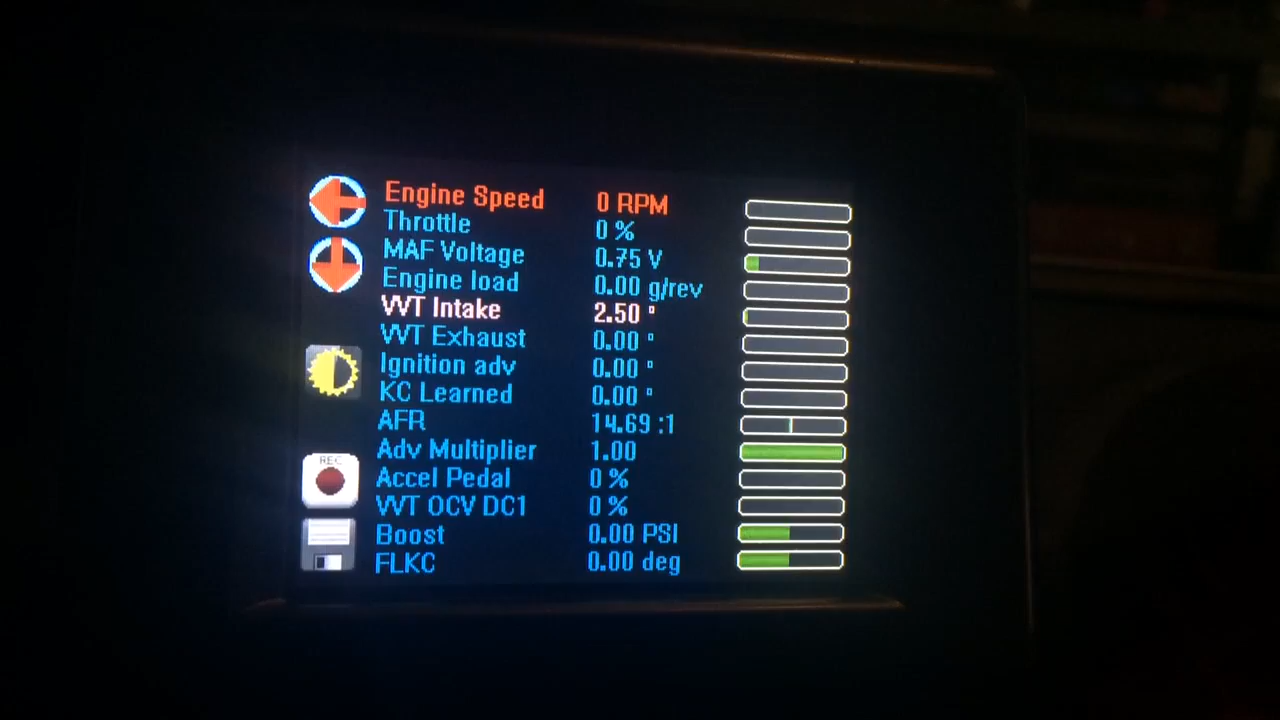 Engine Speed 0 RPM
Throttle 0 %
MAF Voltage 0.75 V
Engine load 0.00 g/rev
VVT Intake 2.50 °
VVT Exhaust 0.00 °
Ignition adv 0.00 °
KC Learned 0.00 °
AFR 14.69 :1
Adv Multiplier 1.00
REC
Accel Pedal 0 %
VVT OCV DC1 0 %
Boost 0.00 PSI
FLKC 0.00 deg